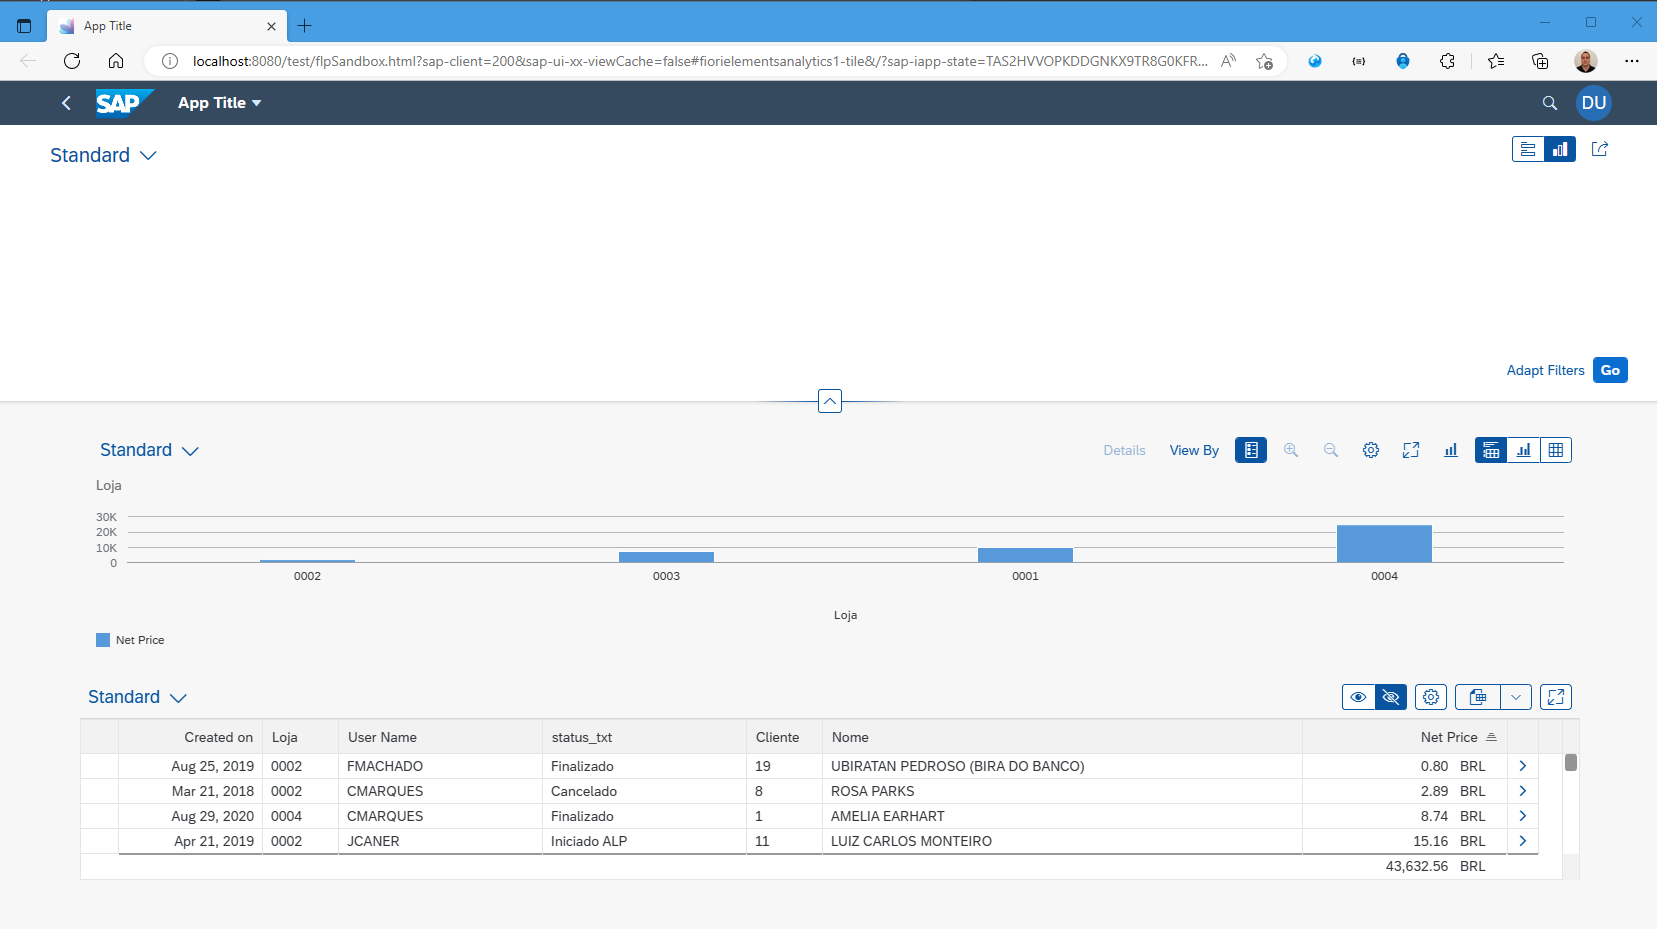 App Title
localhost:8080/test/flpSandbox.html?sap-client=200&sap-ui-xx-viewCache=false#fiorielementsanalytics1-tile&/?sap-iapp-state=TAS2HVVOPKDDGNKX9TR8G0KFR...
SAP App Title DU
Standard
Adapt Filters Go
Standard Details View By
Loja
30K
20K
10K
0
0002 0003 0001 0004
Loja
Net Price
Standard
Created on Loja User Name status_txt Cliente Nome Net Price
Aug 25, 2019 0002 FMACHADO Finalizado 19 UBIRATAN PEDROSO (BIRA DO BANCO) 0.80 BRL
Mar 21, 2018 0002 CMARQUES Cancelado 8 ROSA PARKS 2.89 BRL
Aug 29, 2020 0004 CMARQUES Finalizado 1 AMELIA EARHART 8.74 BRL
Apr 21, 2019 0002 JCANER Iniciado ALP 11 LUIZ CARLOS MONTEIRO 15.16 BRL
43,632.56 BRL